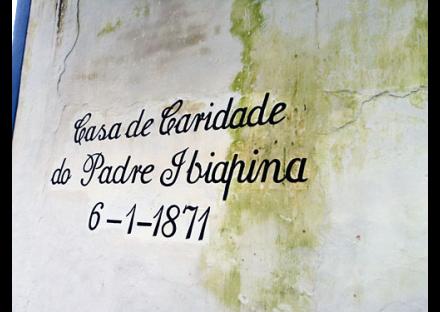 Casa de Caridade
do Padre Ibiapina
6-1-1871